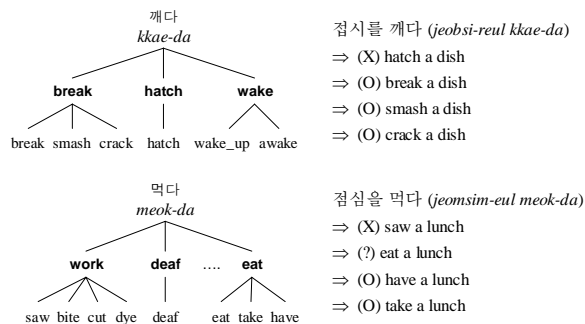 깨다
kkae-da
break hatch wake
break smash crack hatch wake_up awake
접시를 깨다 (jeobsi-reul kkae-da)
⇒ (X) hatch a dish
⇒ (O) break a dish
⇒ (O) smash a dish
⇒ (O) crack a dish
먹다
meok-da
work deaf .... eat
saw bite cut dye deaf eat take have
점심을 먹다 (jeomsim-eul meok-da)
⇒ (X) saw a lunch
⇒ (?) eat a lunch
⇒ (O) have a lunch
⇒ (O) take a lunch